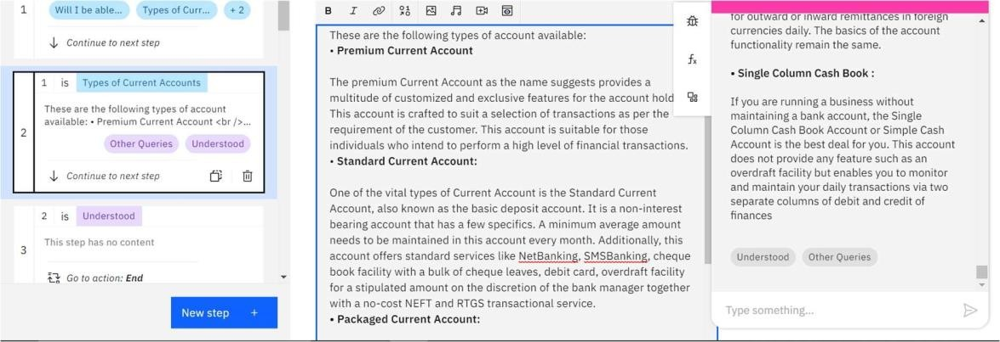 1
Will I be able...
Types of Curr...
+ 2
Continue to next step
1 is Types of Current Accounts
These are the following types of account
available: • Premium Current Account <br />...
2
Other Queries
Understood
Continue to next step
2 is Understood
3
This step has no content
Go to action: End
New step +
B I
These are the following types of account available:
• Premium Current Account
The premium Current Account as the name suggests provides a
multitude of customized and exclusive features for the account hold
This account is crafted to suit a selection of transactions as per the
requirement of the customer. This account is suitable for those
individuals who intend to perform a high level of financial transactions.
• Standard Current Account:
One of the vital types of Current Account is the Standard Current
Account, also known as the basic deposit account. It is a non-interest
bearing account that has a few specifics. A minimum average amount
needs to be maintained in this account every month. Additionally, this
account offers standard services like NetBanking, SMSBanking, cheque
book facility with a bulk of cheque leaves, debit card, overdraft facility
for a stipulated amount on the discretion of the bank manager together
with a no-cost NEFT and RTGS transactional service.
• Packaged Current Account:
fx
for outward or inward remittances in foreign
currencies daily. The basics of the account
functionality remain the same.
• Single Column Cash Book :
If you are running a business without
maintaining a bank account, the Single
Column Cash Book Account or Simple Cash
Account is the best deal for you. This account
does not provide any feature such as an
overdraft facility but enables you to monitor
and maintain your daily transactions via two
separate columns of debit and credit of
finances
Understood
Other Queries
Type something...